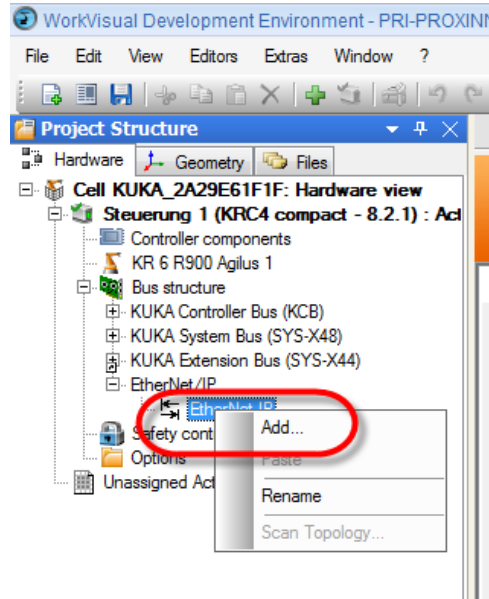 WorkVisual Development Environment - PRI-PROXINN
File Edit View Editors Extras Window ?
Project Structure
Hardware Geometry Files
Cell KUKA_2A29E61F1F: Hardware view
Steuerung 1 (KRC4 compact - 8.2.1) : Act
Controller components
KR 6 R900 Agilus 1
Bus structure
KUKA Controller Bus (KCB)
KUKA System Bus (SYS-X48)
KUKA Extension Bus (SYS-X44)
EtherNet/IP
EtherNet IP
Add...
Safety cont
Paste
Options
Unassigned Act
Rename
Scan Topology...